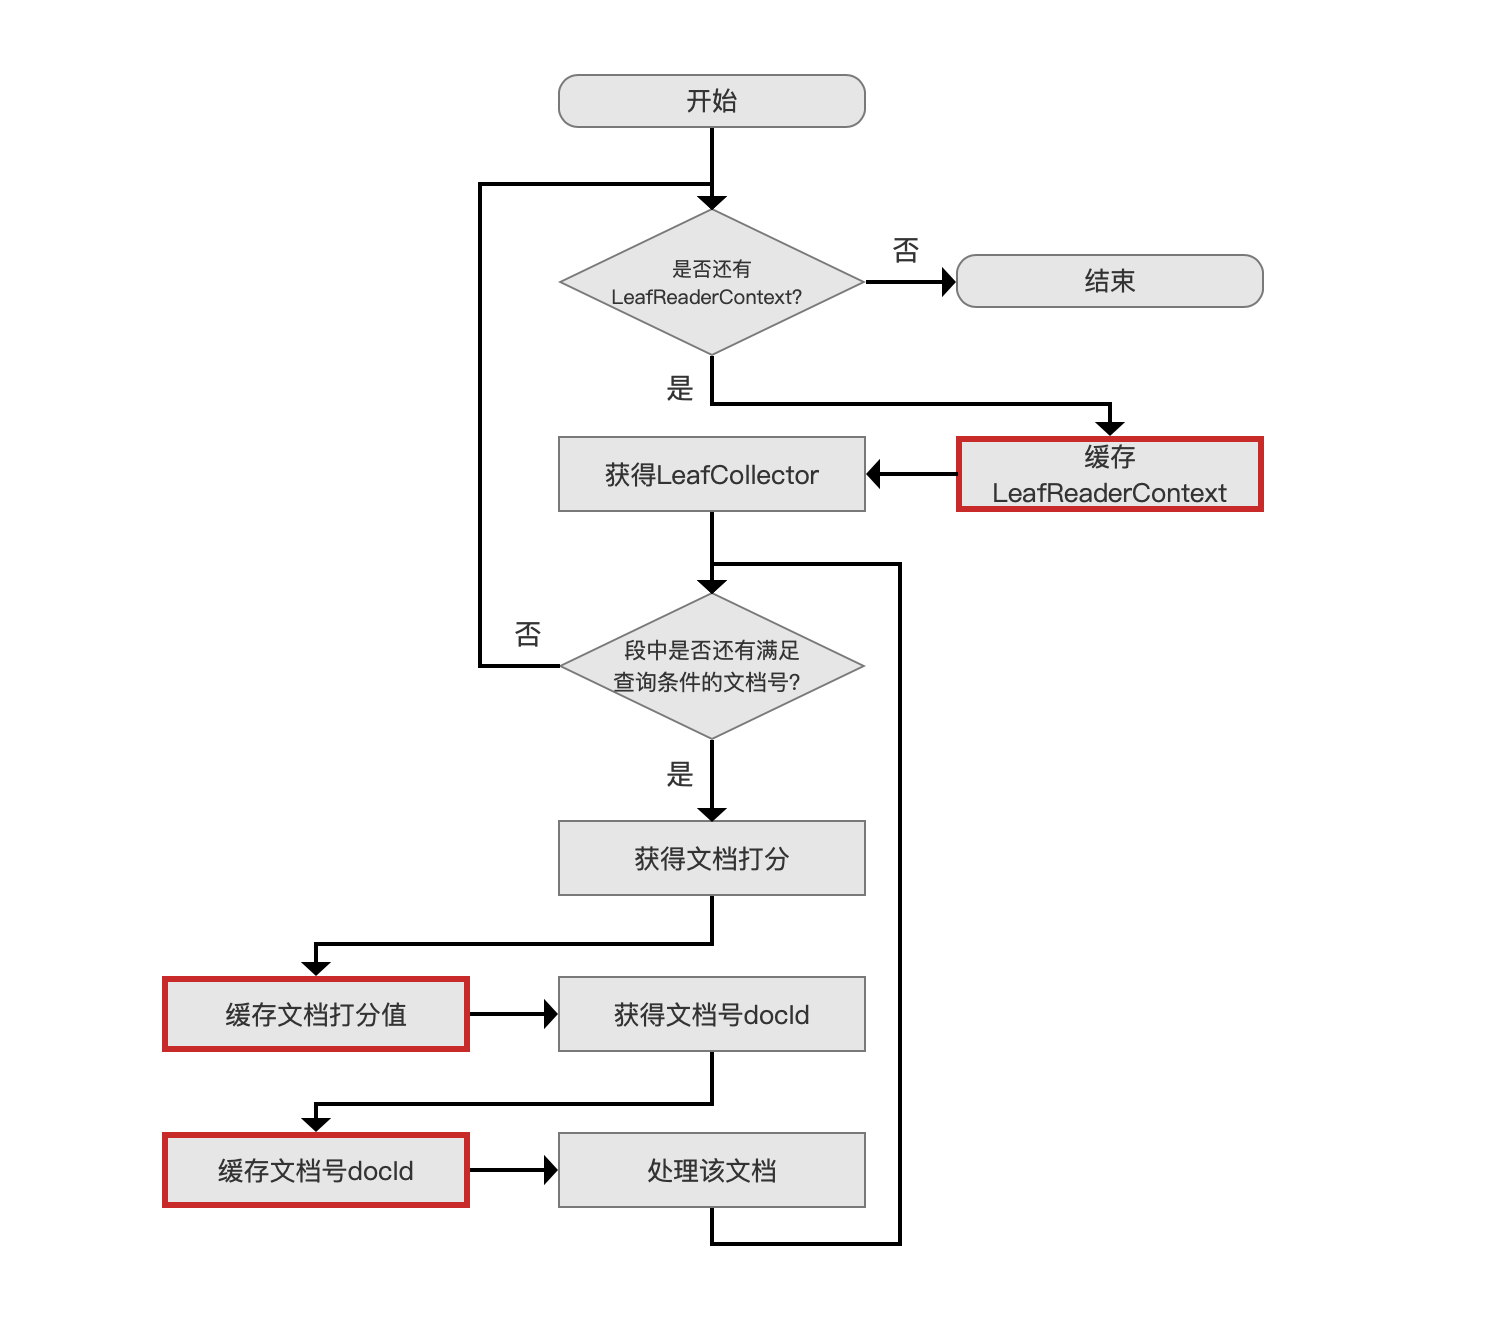 开始
是否还有
LeafReaderContext?
否
结束
是
缓存
LeafReaderContext
获得LeafCollector
否
段中是否还有满足
查询条件的文档号?
是
获得文档打分
缓存文档打分值
获得文档号docId
缓存文档号docId
处理该文档